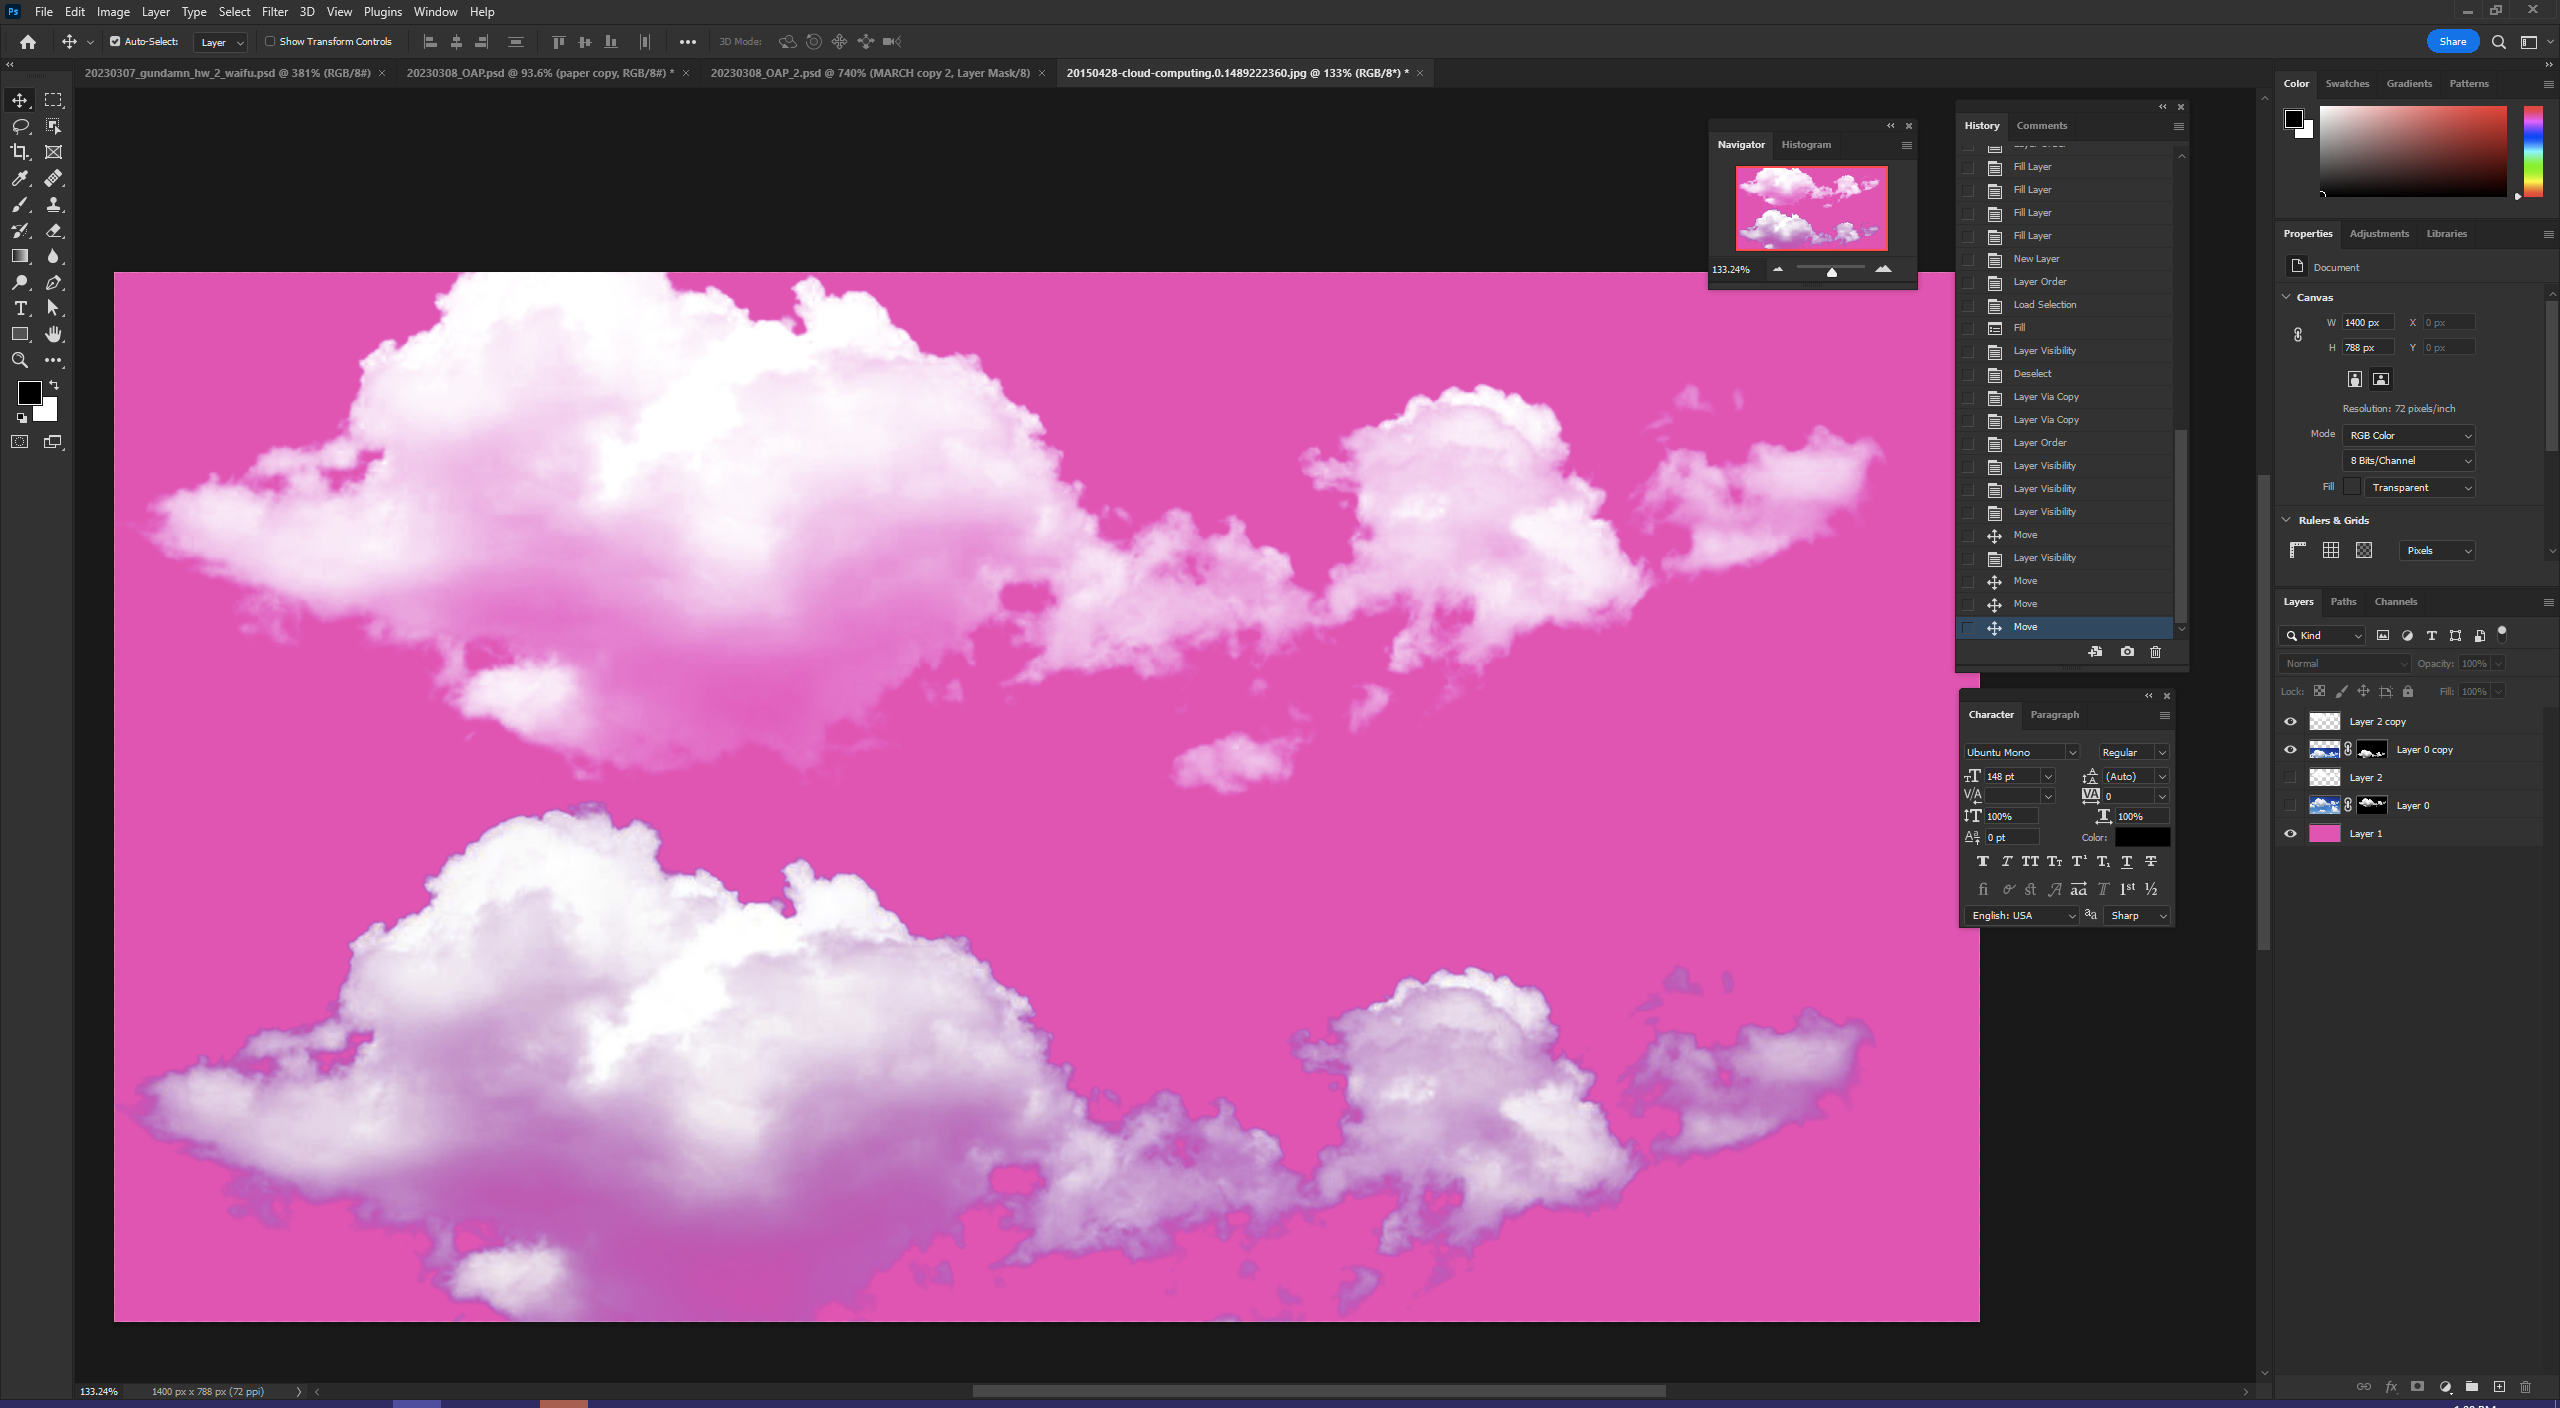 Ps File Edit Image Layer Type Select Filter 3D View Plugins Window Help
Auto-Select: Layer Show Transform Controls 3D Mode: Share
20230307_gundamn_hw_2_waifu.psd @ 381% (RGB/8#) × 20230308_OAP.psd @ 93.6% (paper copy, RGB/8#) * × 20230308_OAP_2.psd @ 740% (MARCH copy 2, Layer Mask/8) × 20150428-cloud-computing.0.1489222360.jpg @ 133% (RGB/8*) * ×
Navigator Histogram
133.24%
History Comments
Fill Layer
Fill Layer
Fill Layer
Fill Layer
New Layer
Layer Order
Load Selection
Fill
Layer Visibility
Deselect
Layer Via Copy
Layer Via Copy
Layer Order
Layer Visibility
Layer Visibility
Layer Visibility
Move
Layer Visibility
Move
Move
Move
Character Paragraph
Ubuntu Mono Regular
148 pt (Auto)
0
100% 100%
0 pt Color:
English: USA Sharp
Color Swatches Gradients Patterns
Properties Adjustments Libraries
Document
Canvas
W 1400 px X 0 px
H 788 px Y 0 px
Resolution: 72 pixels/inch
Mode RGB Color
8 Bits/Channel
Fill Transparent
Rulers & Grids
Pixels
Layers Paths Channels
Kind
Normal Opacity: 100%
Lock: Fill: 100%
Layer 2 copy
Layer 0 copy
Layer 2
Layer 0
Layer 1
133.24% 1400 px x 788 px (72 ppi)